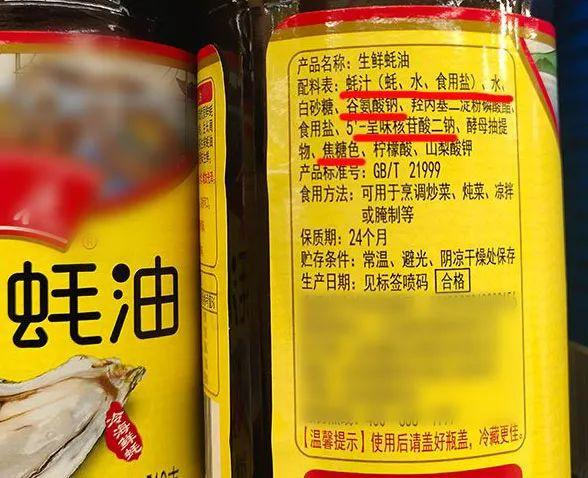 蚝油
冷海鲜蚝
产品名称：生鲜蚝油
配料表：蚝汁（蚝、水、食用盐）、水、
白砂糖、谷氨酸钠、羟丙基二淀粉磷酸酯、
食用盐、5'-呈味核苷酸二钠、酵母抽提
物、焦糖色、柠檬酸、山梨酸钾
产品标准号：GB/T 21999
食用方法：可用于烹调炒菜、炖菜、凉拌
或腌制等
保质期：24个月
贮存条件：常温、避光、阴凉干燥处保存
生产日期：见标签喷码 合格
【温馨提示】使用后请盖好瓶盖，冷藏更佳。